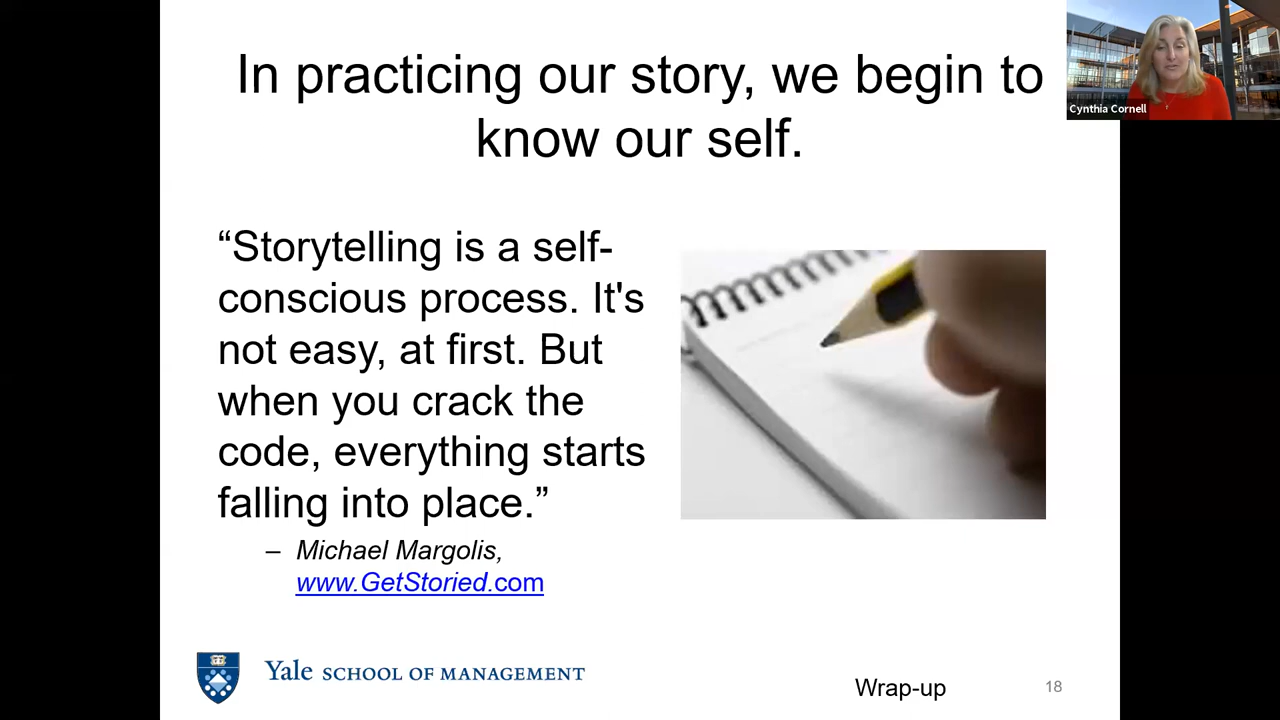 In practicing our story, we begin to
know our self.
Cynthia Cornell
“Storytelling is a self-
conscious process. It's
not easy, at first. But
when you crack the
code, everything starts
falling into place.”
– Michael Margolis,
www.GetStoried.com
Yale SCHOOL OF MANAGEMENT
Wrap-up
18